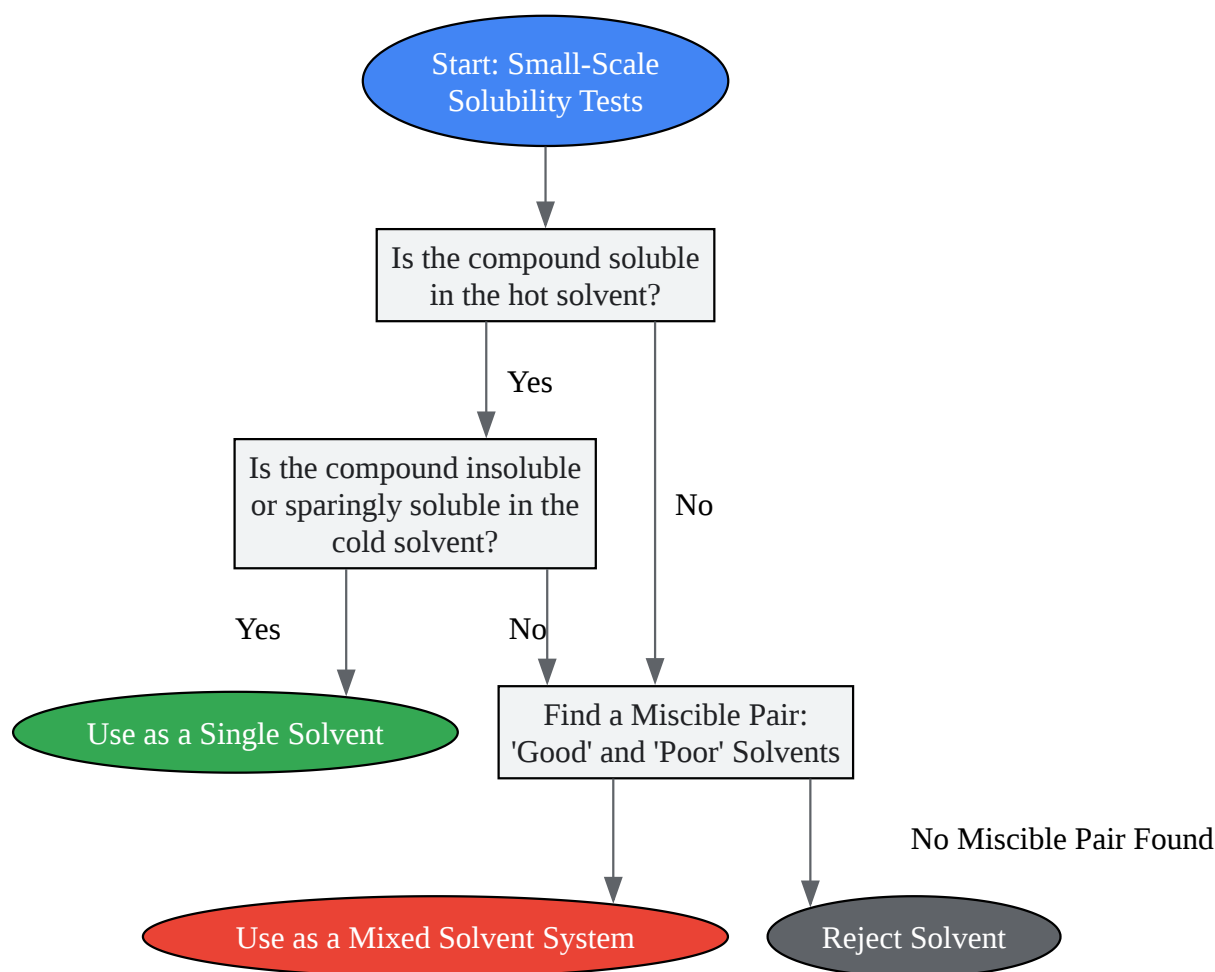 Start: Small-Scale
Solubility Tests
Is the compound soluble
in the hot solvent?
Yes
Is the compound insoluble
or sparingly soluble in the
cold solvent?
No
Yes
No
Use as a Single Solvent
Find a Miscible Pair:
'Good' and 'Poor' Solvents
No Miscible Pair Found
Use as a Mixed Solvent System
Reject Solvent